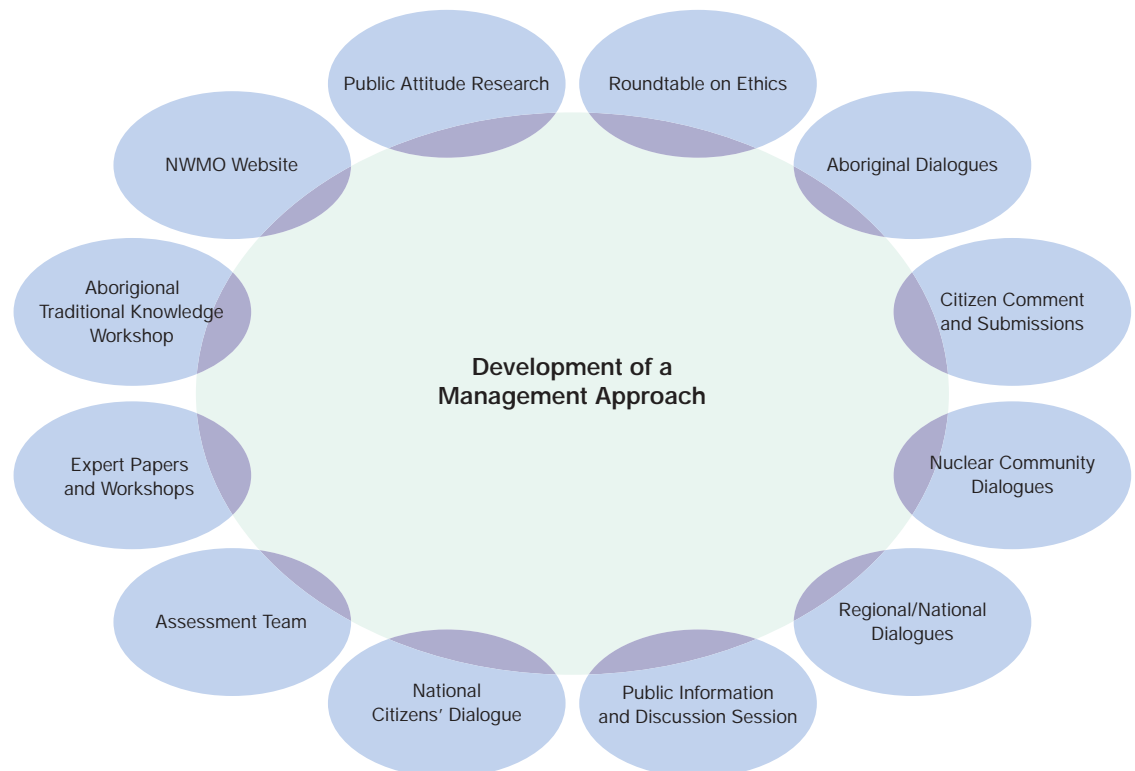 Public Attitude Research
Roundtable on Ethics
NWMO Website
Aboriginal Dialogues
Aborigional
Traditional Knowledge
Workshop
Citizen Comment
and Submissions
Development of a
Management Approach
Expert Papers
and Workshops
Nuclear Community
Dialogues
Assessment Team
Regional/National
Dialogues
National
Citizens’ Dialogue
Public Information
and Discussion Session